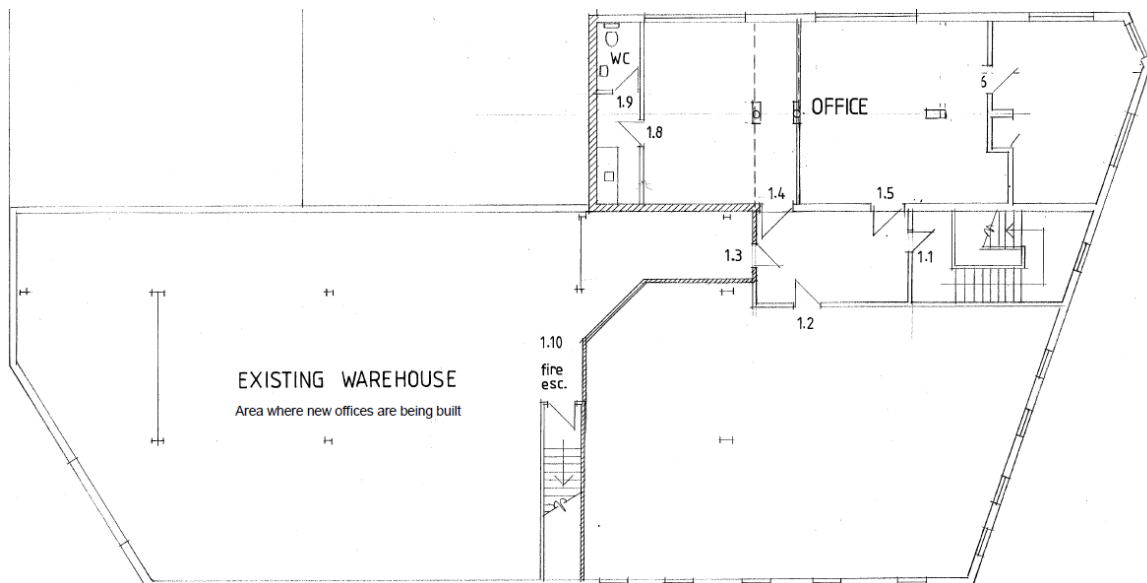 WC
6
1.9
OFFICE
1.8
1.4
1.5
1.3
1.1
1.2
1.10
fire
esc.
EXISTING WAREHOUSE
Area where new offices are being built